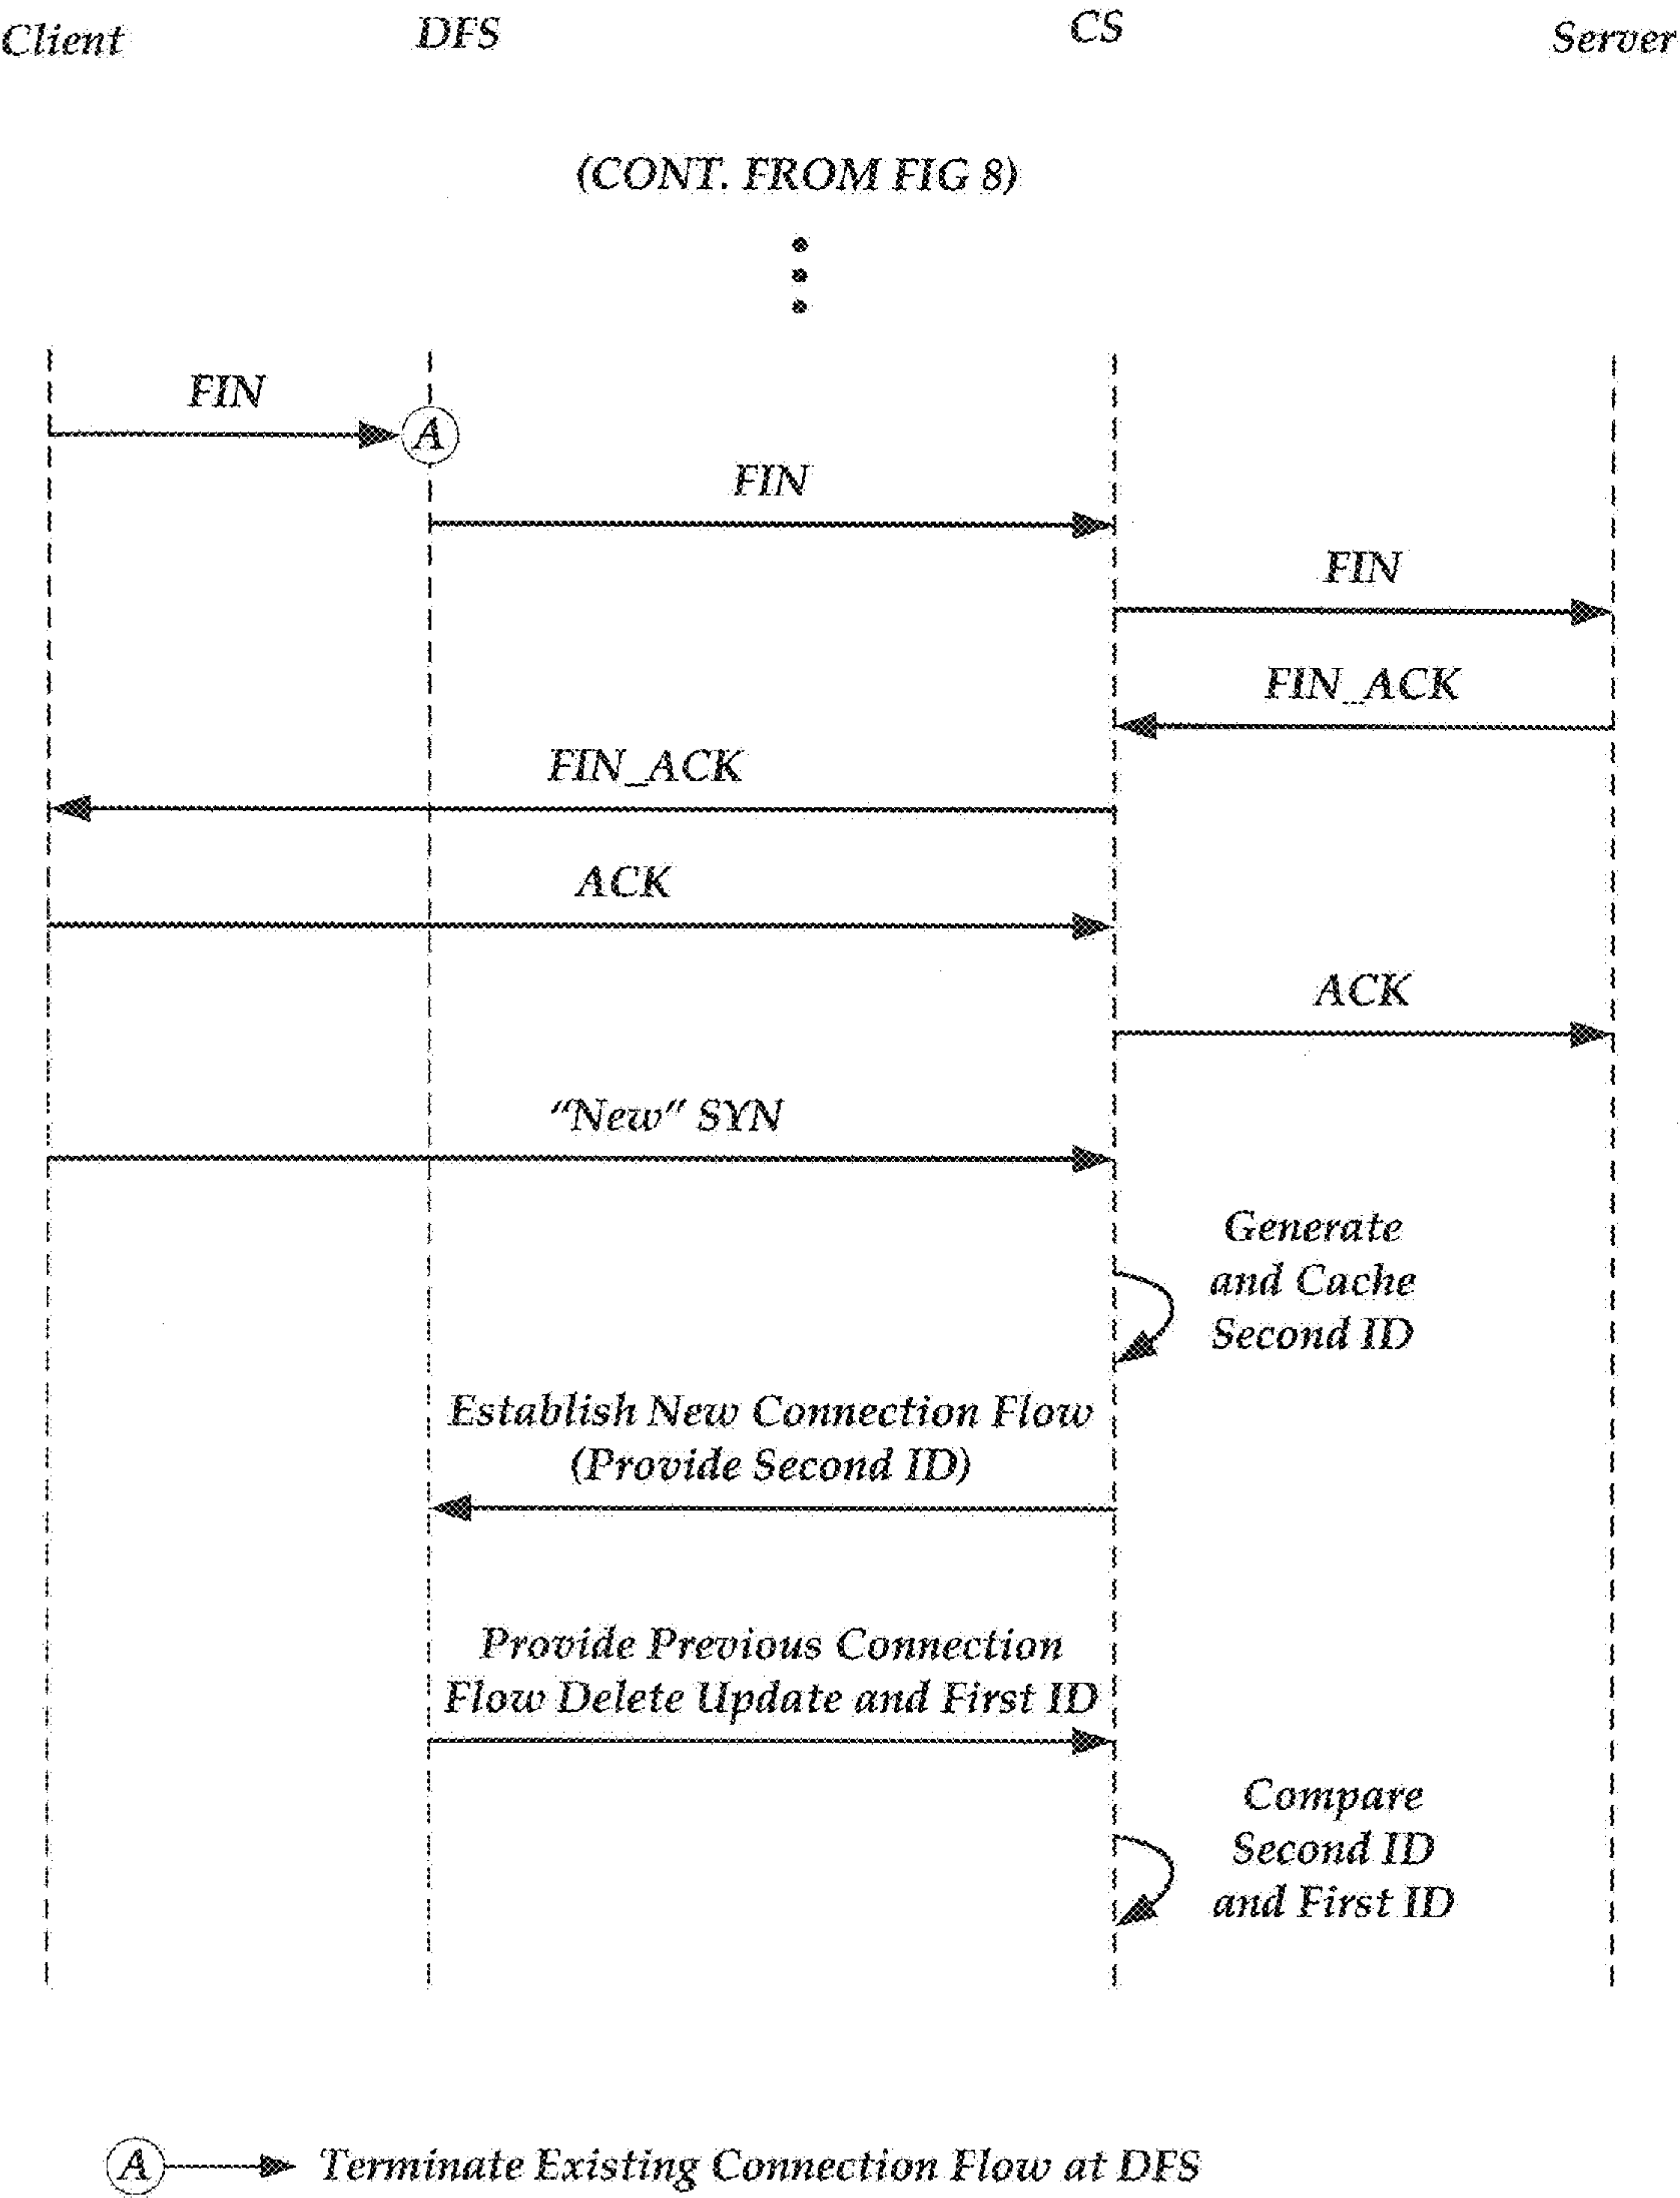 Client DFS CS Server
(CONT. FROM FIG 8)
FIN
A
FIN
FIN
FIN_ACK
FIN_ACK
ACK
ACK
“New” SYN
Generate
and Cache
Second ID
Establish New Connection Flow
(Provide Second ID)
Provide Previous Connection
Flow Delete Update and First ID
Compare
Second ID
and First ID
A Terminate Existing Connection Flow at DFS